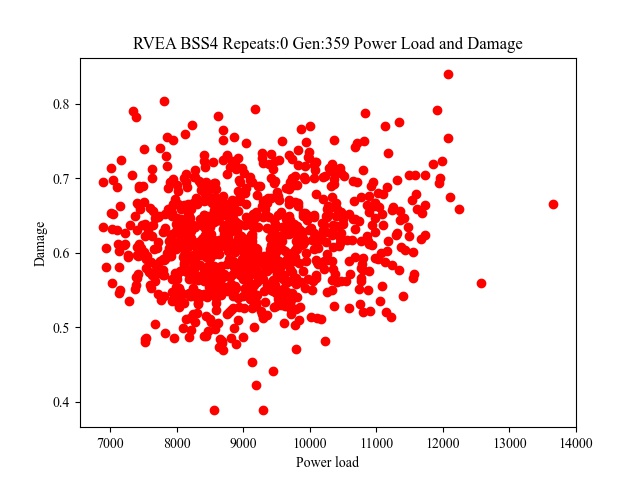 RVEA BSS4 Repeats:0 Gen:359 Power Load and Damage
0.8
0.7
0.6
0.5
0.4
Damage
7000 8000 9000 10000 11000 12000 13000 14000
Power load